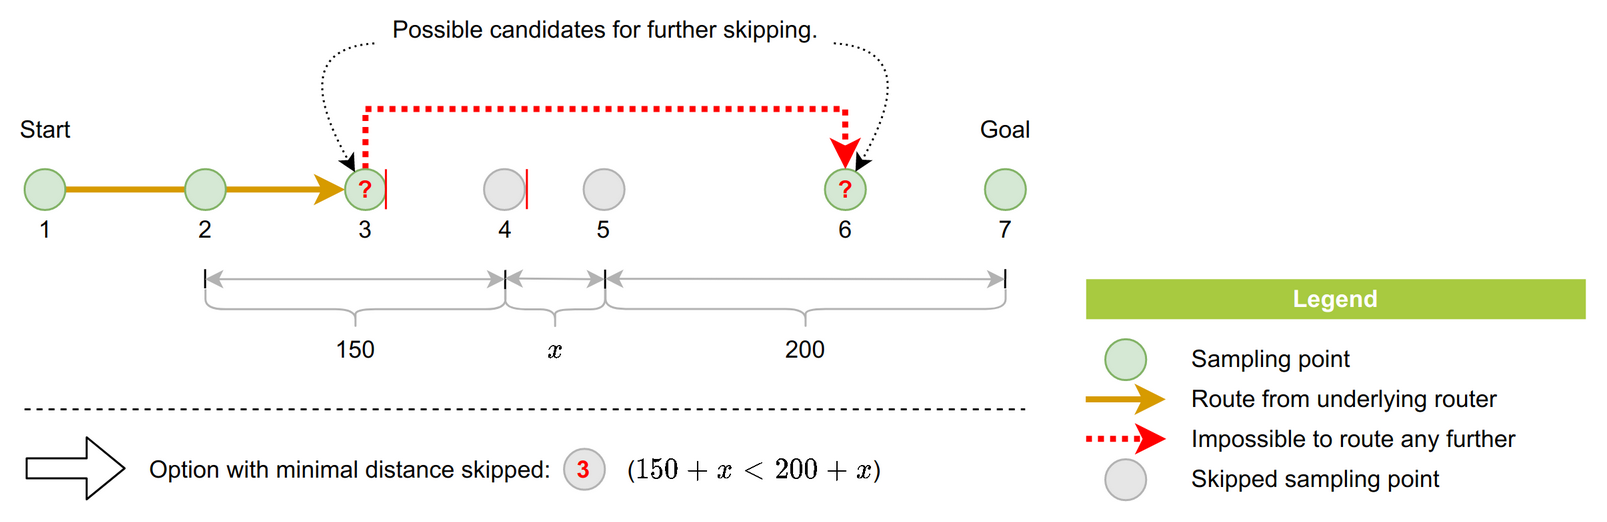 Possible candidates for further skipping.
Start
Goal
? ?
1 2 3 4 5 6 7
150 x 200
Legend
Sampling point
Route from underlying router
Impossible to route any further
Skipped sampling point
Option with minimal distance skipped: 3 (150 + x < 200 + x)